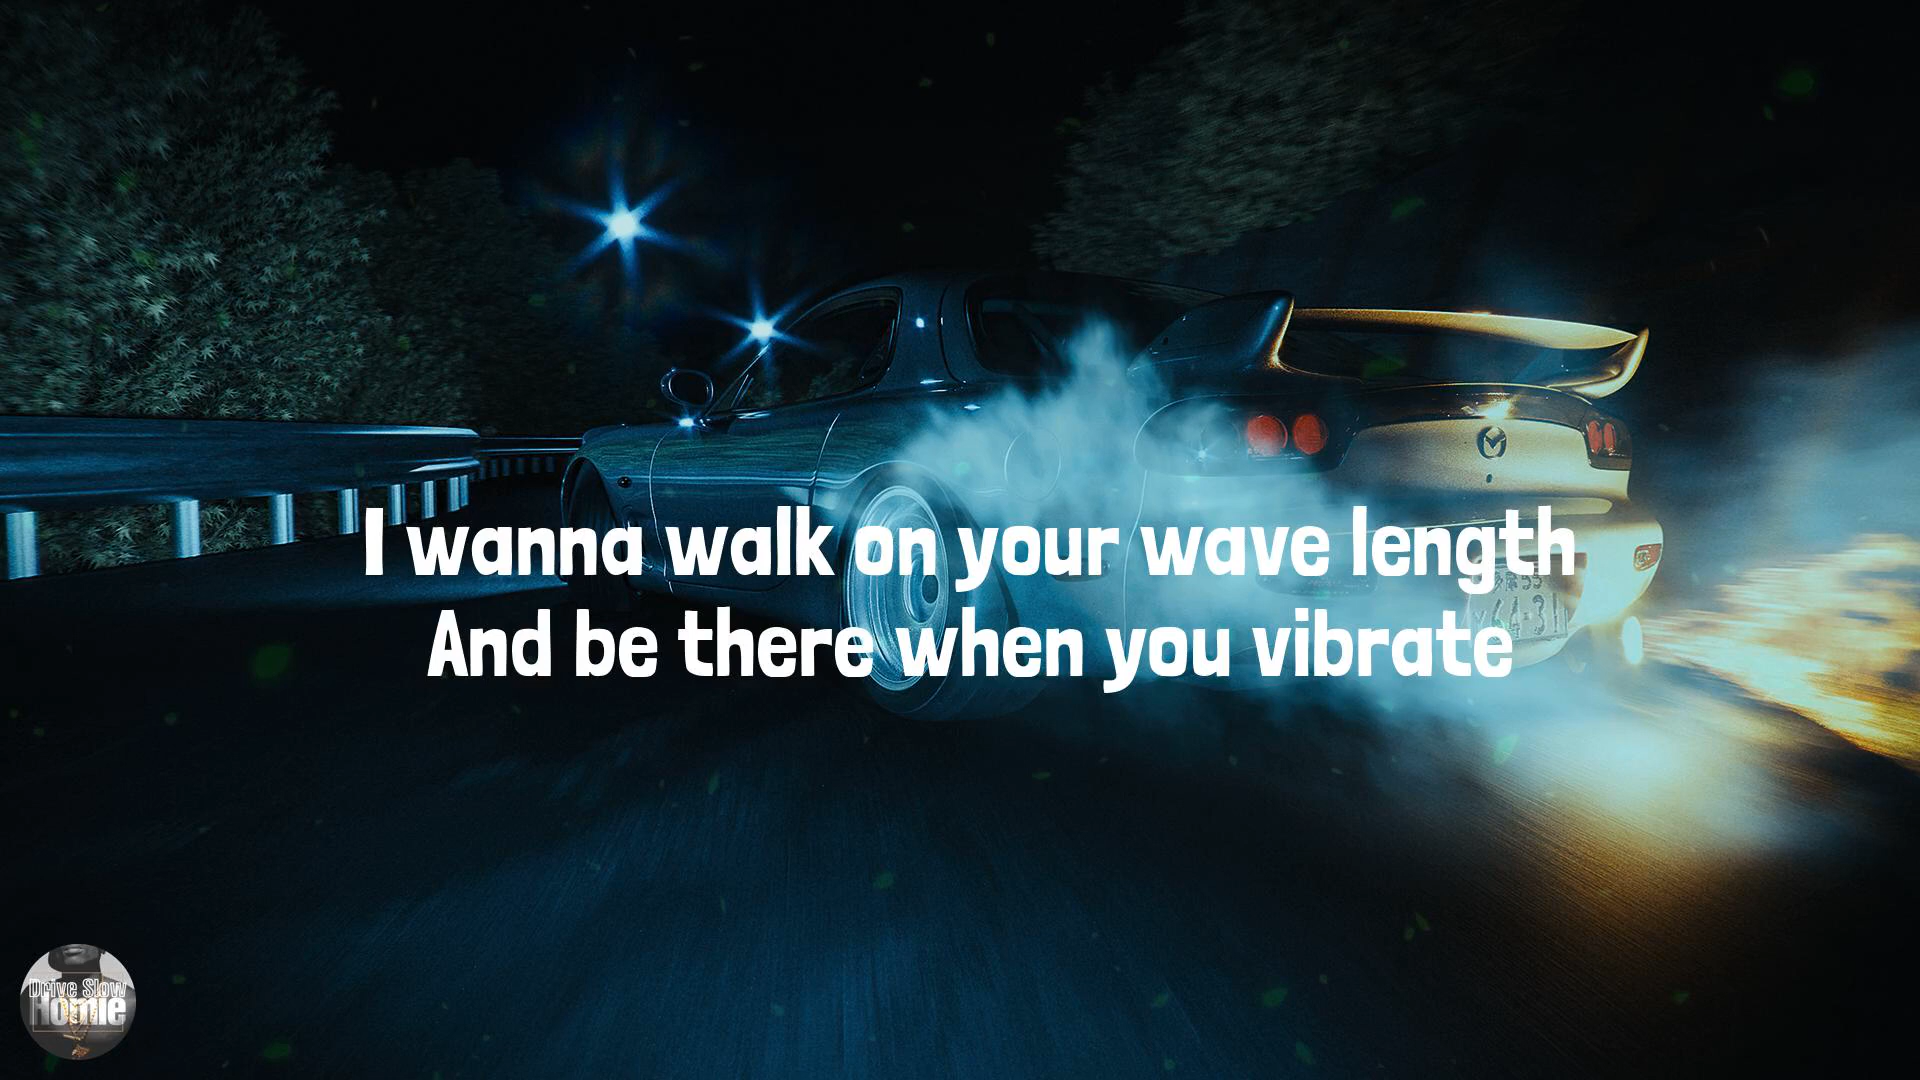 I wanna walk on your wave length
And be there when you vibrate
Drive Slow
Homie